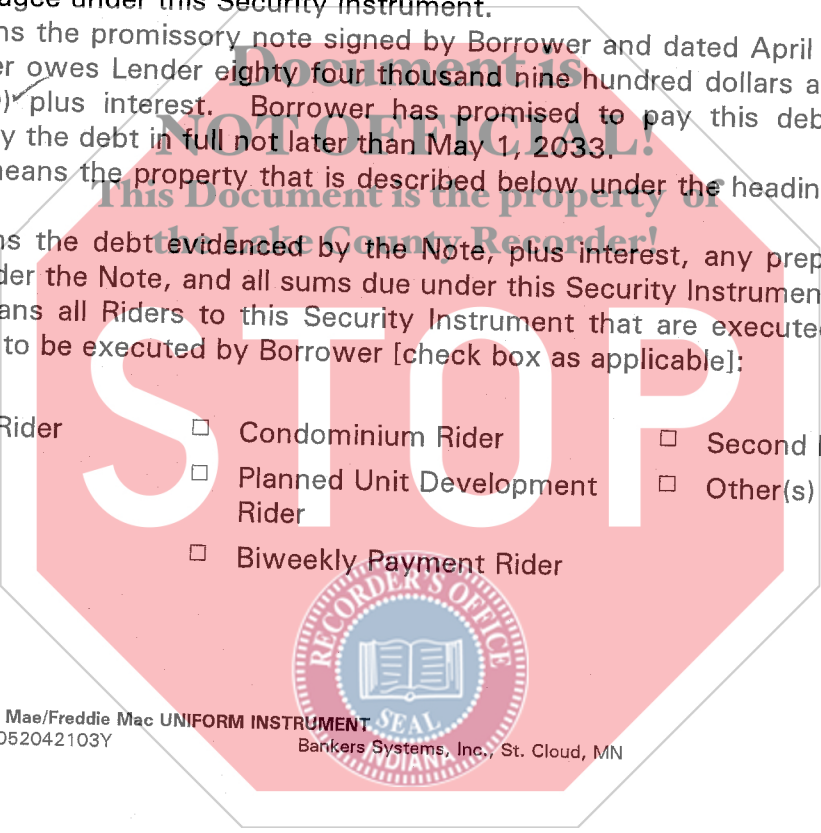 under this Security Instrument.
the promissory note signed by Borrower and dated April
owes Lender eighty four thousand nine hundred dollars a
) plus interest. Borrower has promised to pay this deb
y the debt in full not later than May 1, 2033.
means the property that is described below under the headin
the debt evidenced by the Note, plus interest, any prep
der the Note, and all sums due under this Security Instrumen
ans all Riders to this Security Instrument that are execute
to be executed by Borrower [check box as applicable]:
Document is
NOT OFFICIAL!
This Document is the property of
the Lake County Recorder!
STOP
Rider
□ Condominium Rider
□ Second
□ Planned Unit Development
Rider
□ Other(s)
□ Biweekly Payment Rider
RECORDER'S OFFICE
SEAL
INDIANA
Mae/Freddie Mac UNIFORM INSTRUMENT
052042103Y
Bankers Systems, Inc., St. Cloud, MN